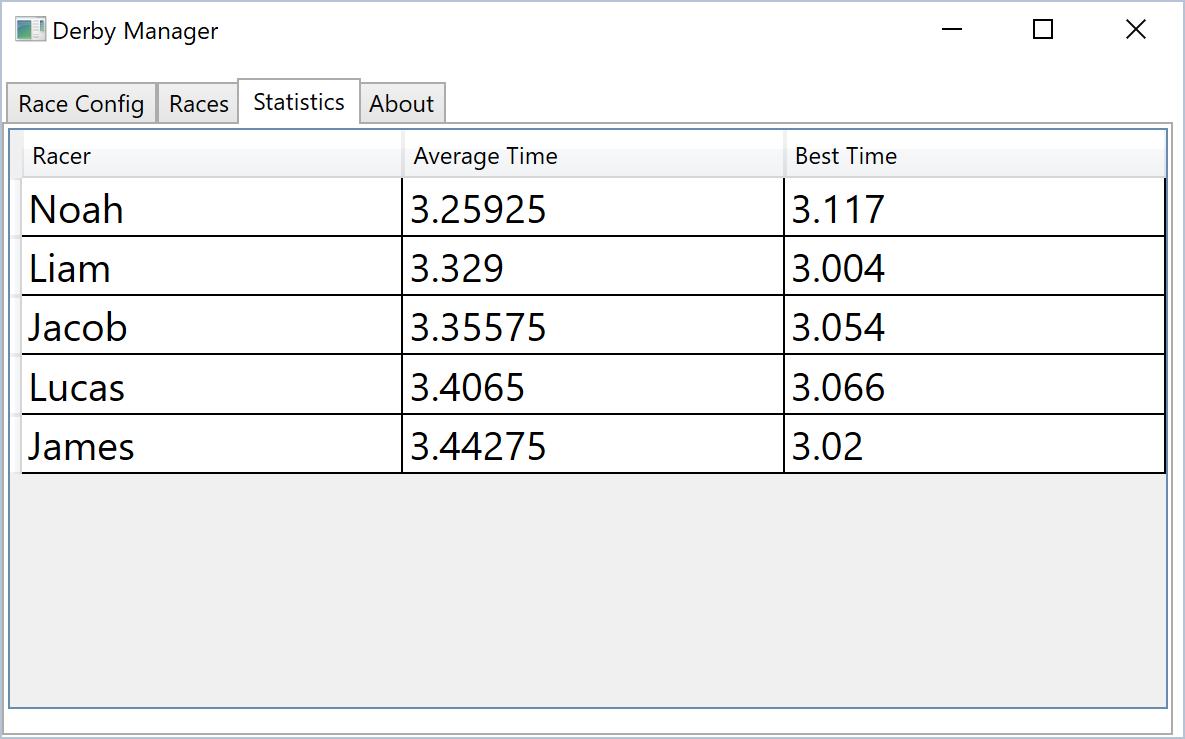 Derby Manager
Race Config Races Statistics About
Racer Average Time Best Time
Noah 3.25925 3.117
Liam 3.329 3.004
Jacob 3.35575 3.054
Lucas 3.4065 3.066
James 3.44275 3.02